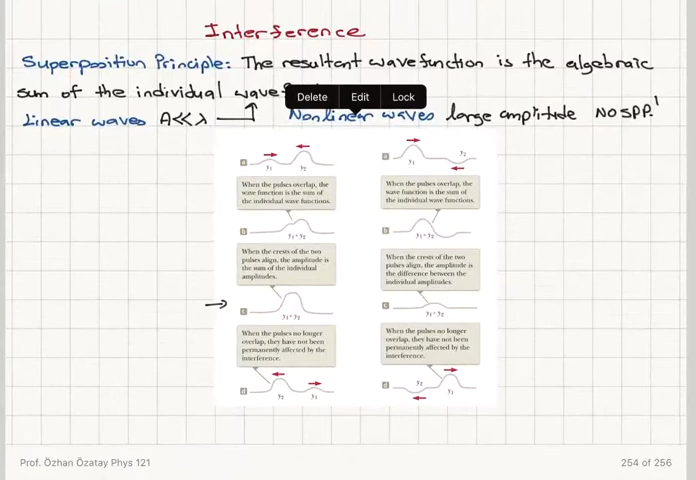 Interference
Superposition Principle: The resultant wavefunction is the algebraic
sum of the individual wavef
Delete Edit Lock
Linear waves A<<λ Nonlinear waves large amplitude NO SPP!
a y₁ y₂
When the pulses overlap, the
wave function is the sum of
the individual wave functions.
b y₁+y₂
When the crests of the two
pulses align, the amplitude is
the sum of the individual
amplitudes.
c y₁+y₂
When the pulses no longer
overlap, they have not been
permanently affected by the
interference.
d y₂ y₁
a y₁ y₂
When the pulses overlap, the
wave function is the sum of
the individual wave functions.
b y₁+y₂
When the crests of the two
pulses align, the amplitude is
the difference between the
individual amplitudes.
c y₁+y₂
When the pulses no longer
overlap, they have not been
permanently affected by the
interference.
d y₂ y₁
Prof. Özhan Özatay Phys 121
254 of 256